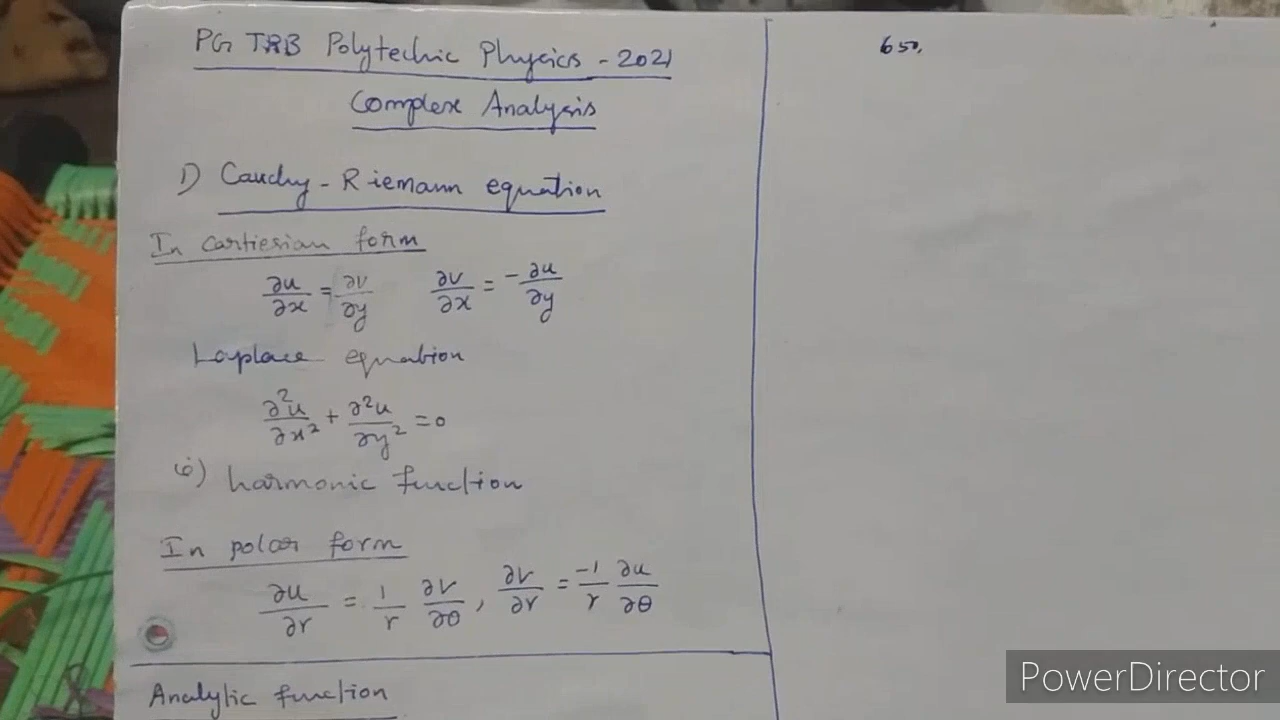 PG TRB Polytechic Physics - 2021
Complex Analysis
1) Cauchy - Riemann equation
In cartiesian form
∂u/∂x = ∂v/∂y   ∂v/∂x = -∂u/∂y
Laplace equation
∂²u/∂x² + ∂²u/∂y² = 0
harmonic function
In polar form
∂u/∂r = 1/r ∂v/∂θ, ∂v/∂r = -1/r ∂u/∂θ
Analytic function
650.
PowerDirector